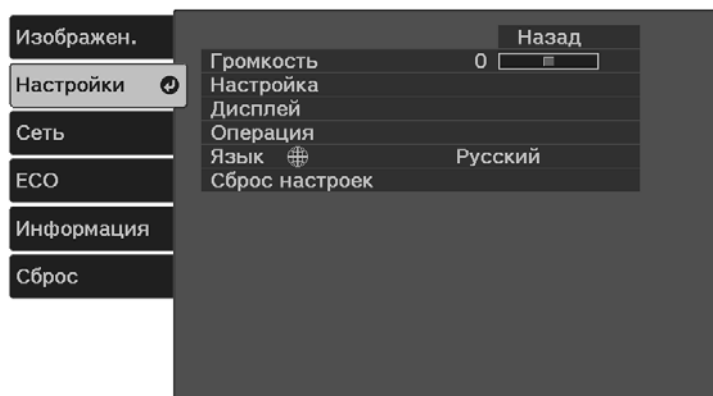 Изображен.
Настройки
Сеть
ECO
Информация
Сброс
Назад
Громкость 0
Настройка
Дисплей
Операция
Язык Русский
Сброс настроек